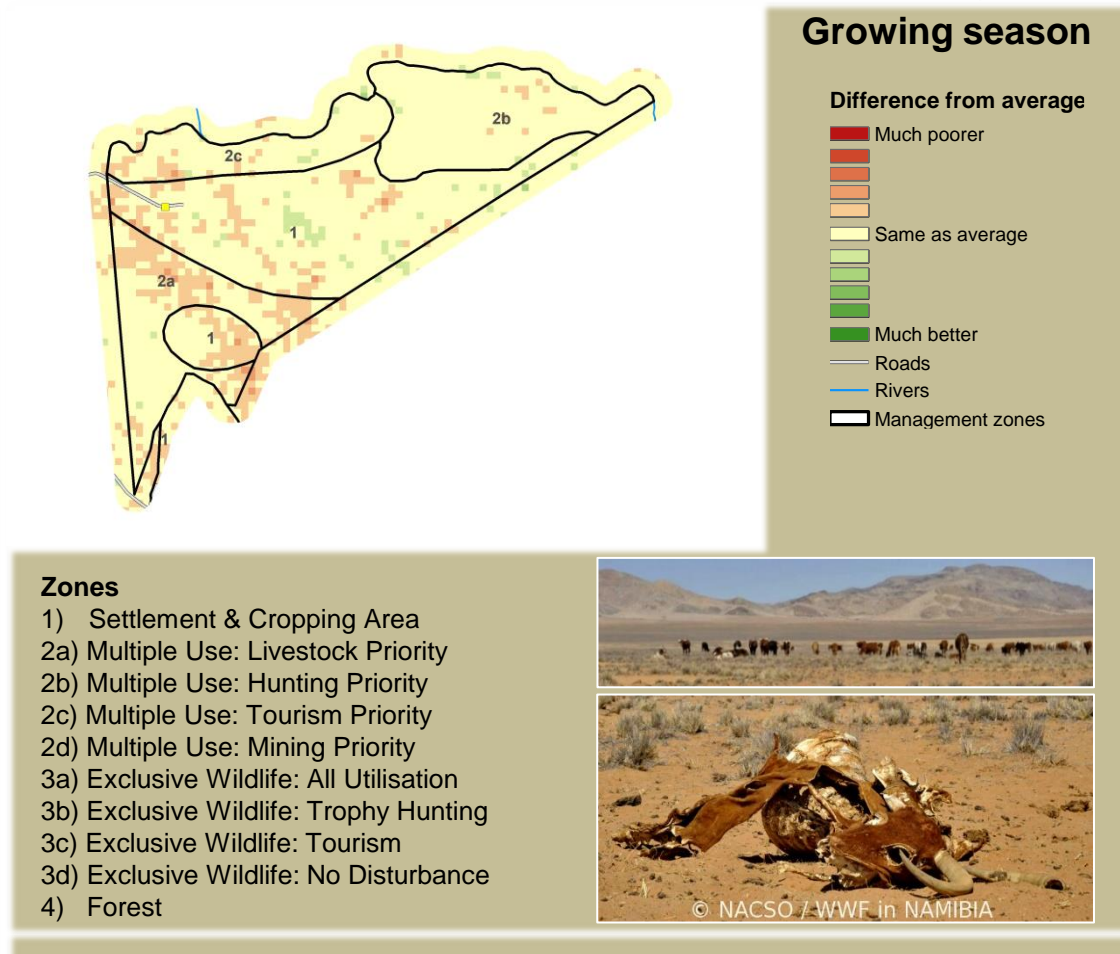 Growing season
Difference from average
Much poorer
Same as average
Much better
Roads
Rivers
Management zones
2b
2c
1
2a
1
1
Zones
1) Settlement & Cropping Area
2a) Multiple Use: Livestock Priority
2b) Multiple Use: Hunting Priority
2c) Multiple Use: Tourism Priority
2d) Multiple Use: Mining Priority
3a) Exclusive Wildlife: All Utilisation
3b) Exclusive Wildlife: Trophy Hunting
3c) Exclusive Wildlife: Tourism
3d) Exclusive Wildlife: No Disturbance
4) Forest
© NACSO / WWF in NAMIBIA